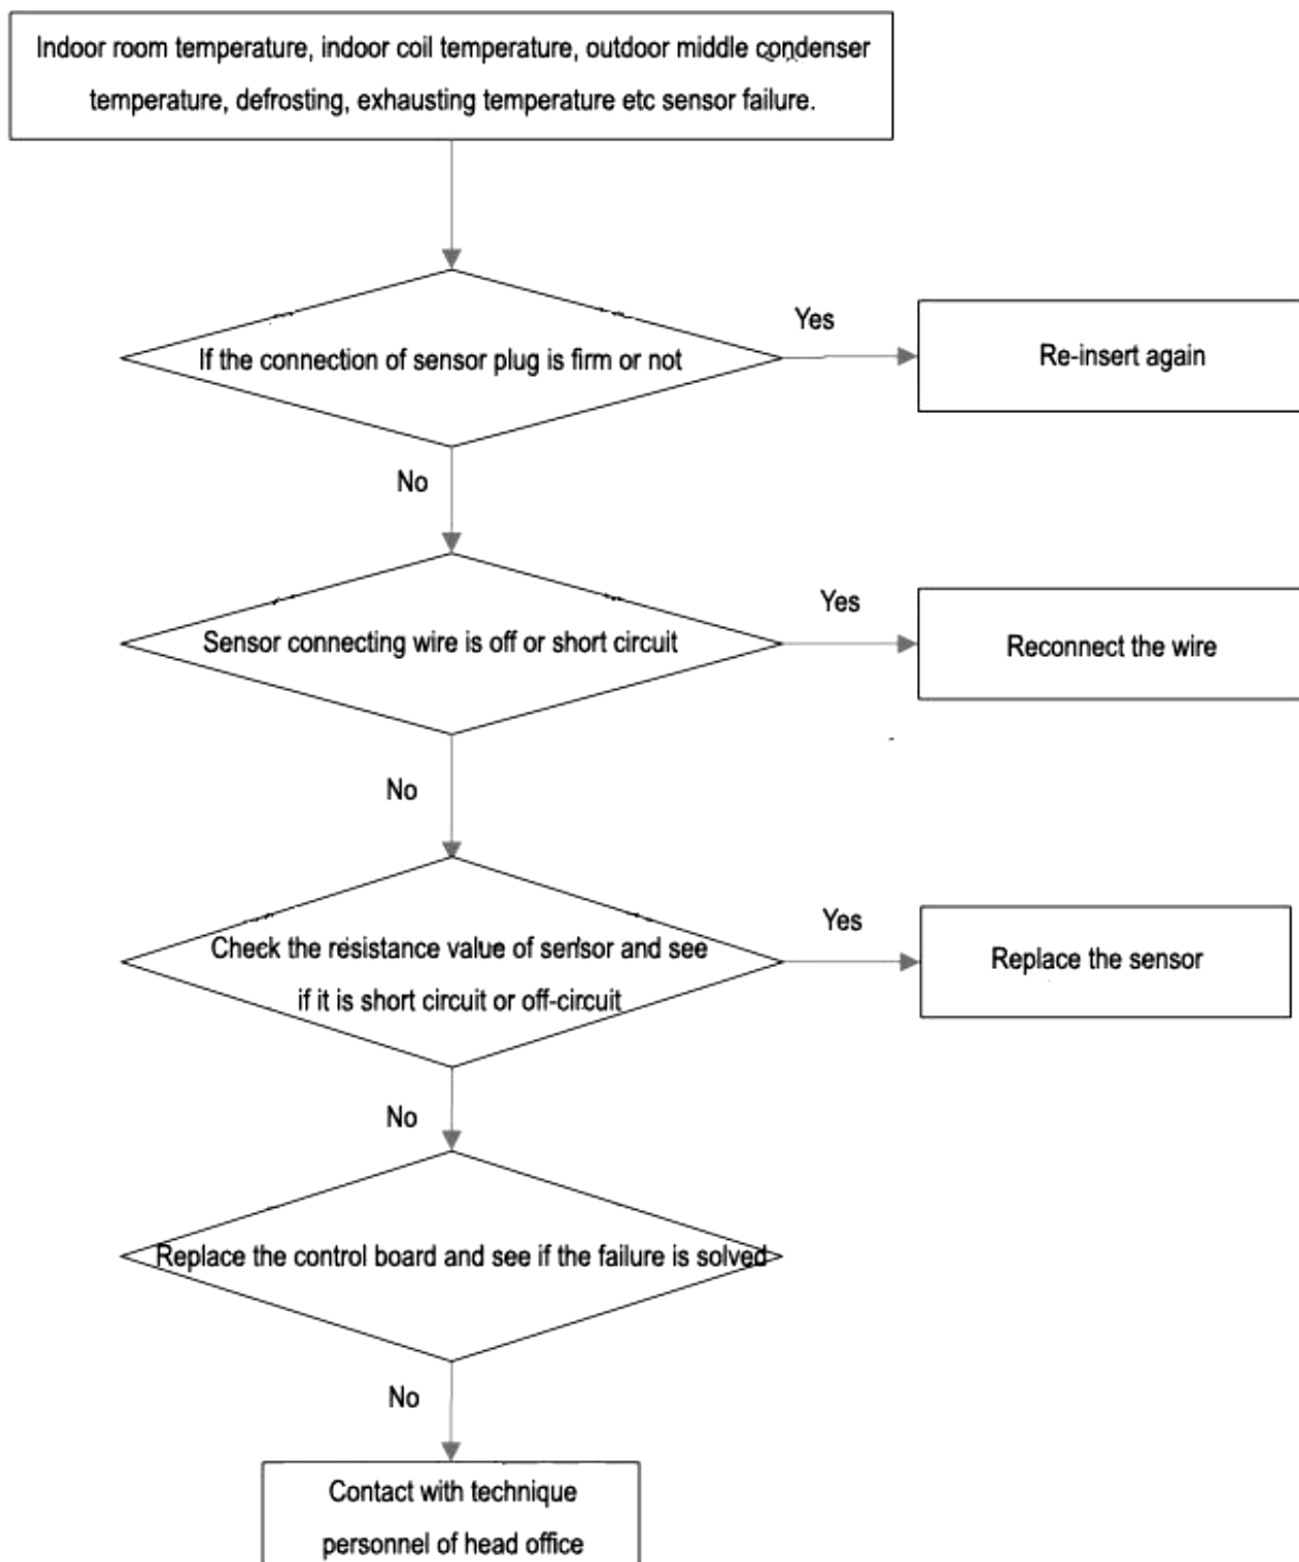 Indoor room temperature, indoor coil temperature, outdoor middle condenser
temperature, defrosting, exhausting temperature etc sensor failure.
If the connection of sensor plug is firm or not
Yes
Re-insert again
No
Sensor connecting wire is off or short circuit
Yes
Reconnect the wire
No
Check the resistance value of sensor and see
if it is short circuit or off-circuit
Yes
Replace the sensor
No
Replace the control board and see if the failure is solved
No
Contact with technique
personnel of head office